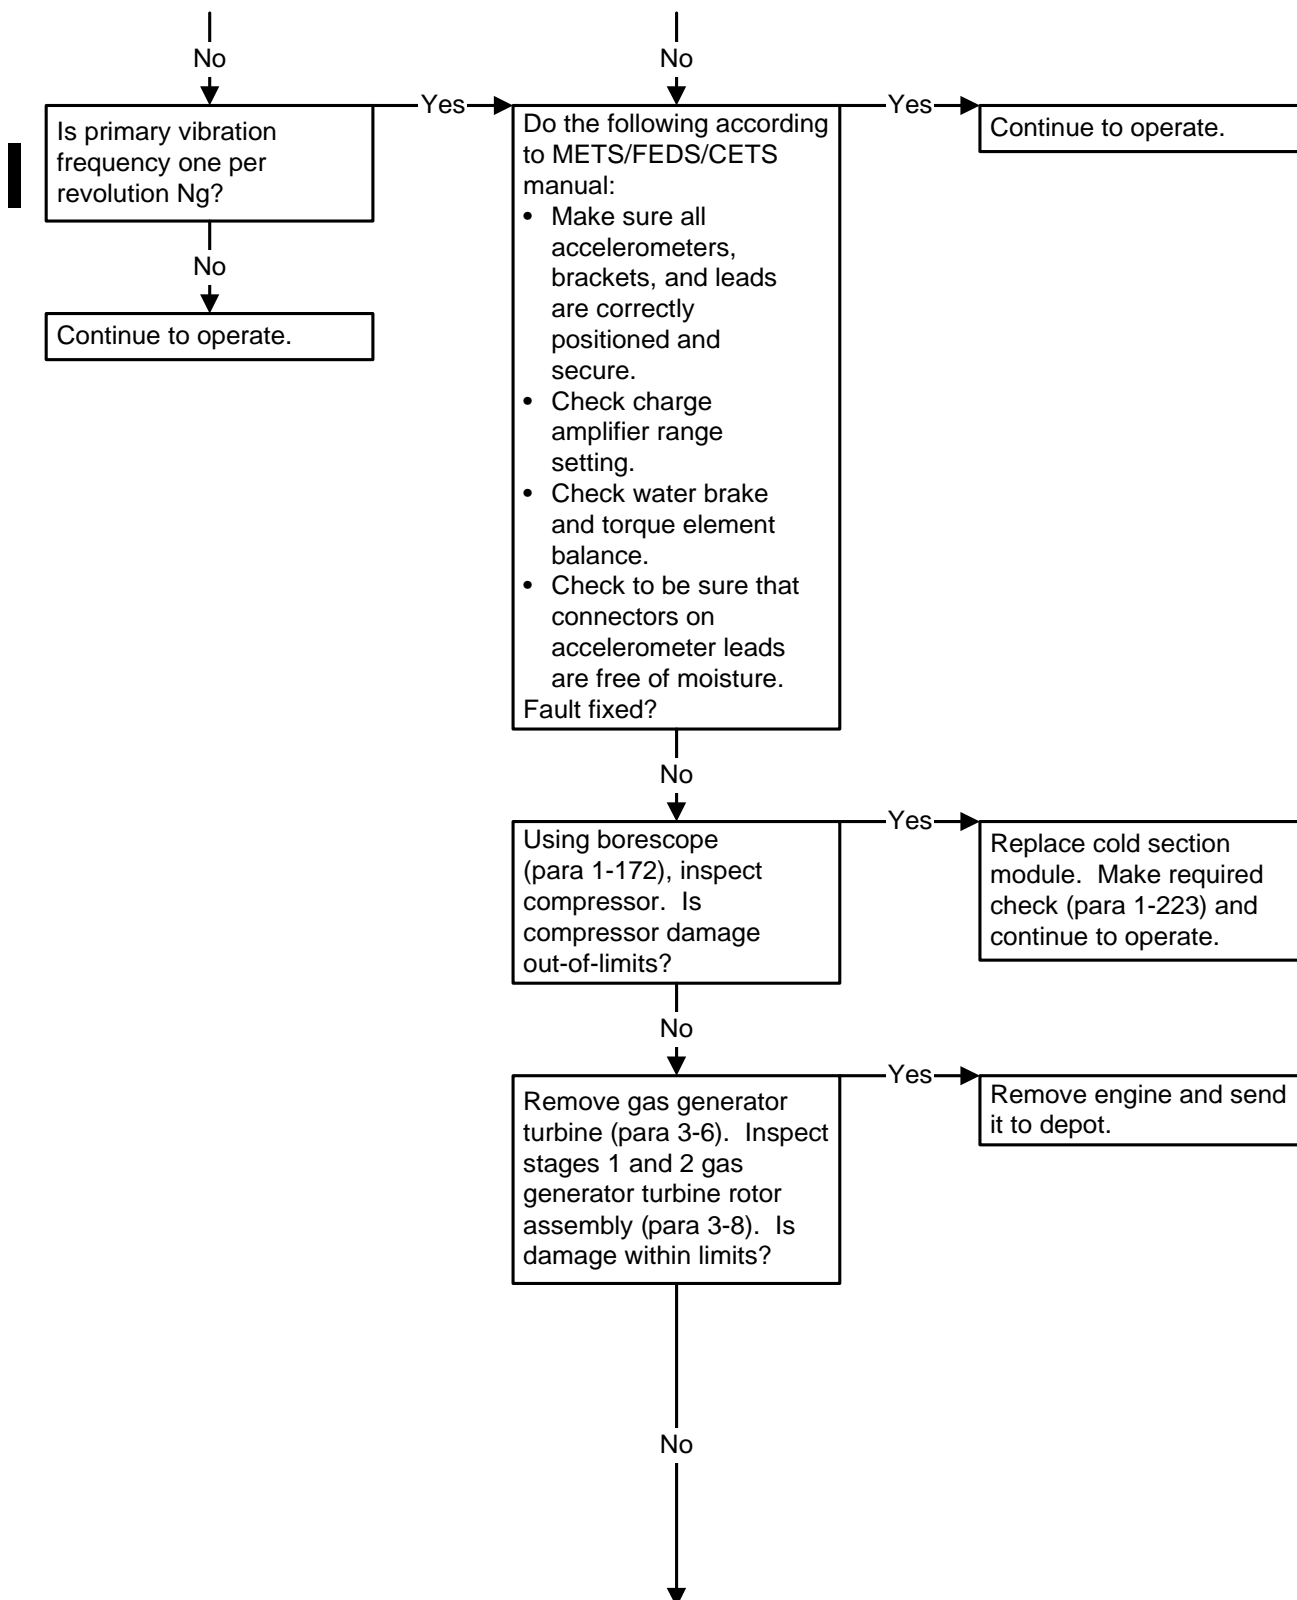 No
No
Is primary vibration
frequency one per
revolution Ng?
Yes
Do the following according
to METS/FEDS/CETS
manual:
• Make sure all
accelerometers,
brackets, and leads
are correctly
positioned and
secure.
• Check charge
amplifier range
setting.
• Check water brake
and torque element
balance.
• Check to be sure that
connectors on
accelerometer leads
are free of moisture.
Fault fixed?
Yes
Continue to operate.
No
Continue to operate.
No
Using borescope
(para 1-172), inspect
compressor. Is
compressor damage
out-of-limits?
Yes
Replace cold section
module. Make required
check (para 1-223) and
continue to operate.
No
Remove gas generator
turbine (para 3-6). Inspect
stages 1 and 2 gas
generator turbine rotor
assembly (para 3-8). Is
damage within limits?
Yes
Remove engine and send
it to depot.
No